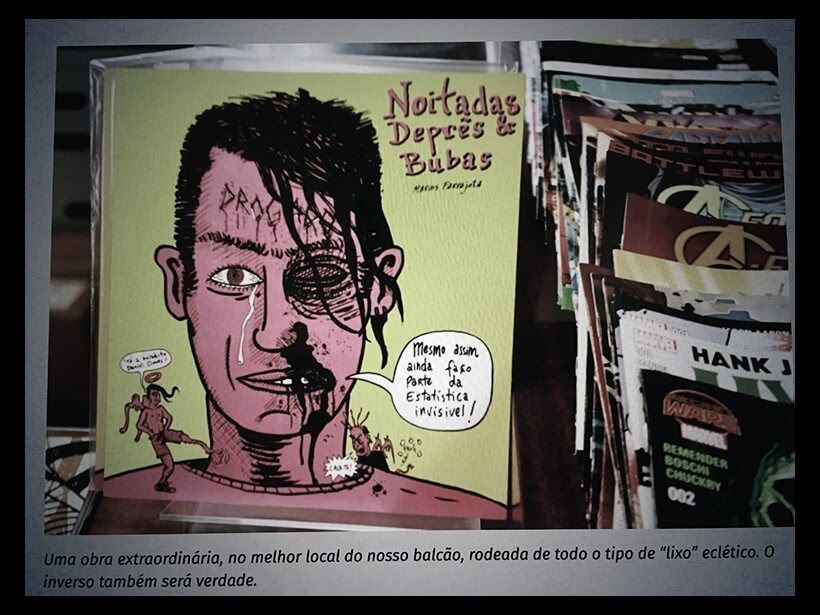 Noitadas
Deprês &
Bubas
Marcos Farrajota
DROGADO
Mesmo assim
ainda faço
Parte da
Estatística
invisível!
BATTLEW
HANK J
WARS
REMENDER
BOSCHI
CHUCKRY
002
Uma obra extraordinária, no melhor local do nosso balcão, rodeada de todo o tipo de “lixo” eclético. O
inverso também será verdade.